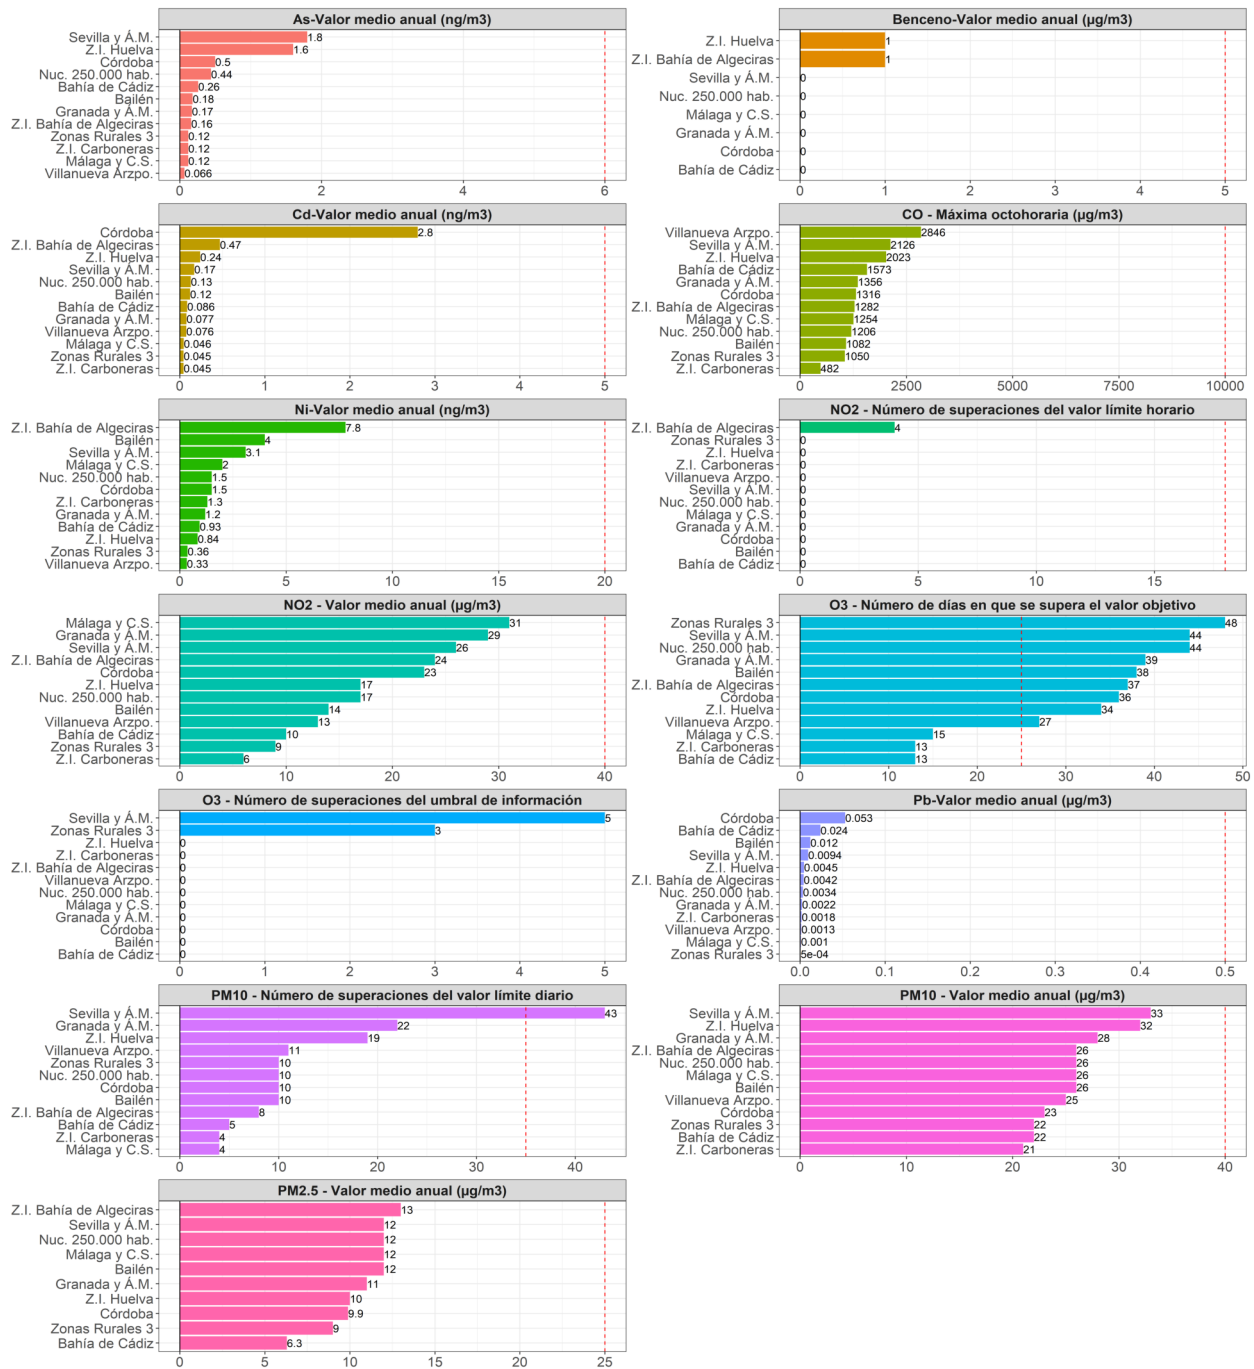 As-Valor medio anual (ng/m3)
Sevilla y Á.M. 1.8
Z.I. Huelva 1.6
Córdoba 0.5
Nuc. 250.000 hab. 0.44
Bahía de Cádiz 0.26
Bailén 0.18
Granada y Á.M. 0.17
Z.I. Bahía de Algeciras 0.16
Zonas Rurales 3 0.12
Z.I. Carboneras 0.12
Málaga y C.S. 0.12
Villanueva Arzpo. 0.066
0 2 4 6
Benceno-Valor medio anual (µg/m3)
Z.I. Huelva 1
Z.I. Bahía de Algeciras 1
Sevilla y Á.M. 0
Nuc. 250.000 hab. 0
Málaga y C.S. 0
Granada y Á.M. 0
Córdoba 0
Bahía de Cádiz 0
0 1 2 3 4 5
Cd-Valor medio anual (ng/m3)
Córdoba 2.8
Z.I. Bahía de Algeciras 0.47
Z.I. Huelva 0.24
Sevilla y Á.M. 0.17
Nuc. 250.000 hab. 0.13
Bailén 0.12
Bahía de Cádiz 0.086
Granada y Á.M. 0.077
Villanueva Arzpo. 0.076
Málaga y C.S. 0.046
Zonas Rurales 3 0.045
Z.I. Carboneras 0.045
0 1 2 3 4 5
CO - Máxima octohoraria (µg/m3)
Villanueva Arzpo. 2846
Sevilla y Á.M. 2126
Z.I. Huelva 2023
Bahía de Cádiz 1573
Granada y Á.M. 1356
Córdoba 1316
Z.I. Bahía de Algeciras 1282
Málaga y C.S. 1254
Nuc. 250.000 hab. 1206
Bailén 1082
Zonas Rurales 3 1050
Z.I. Carboneras 482
0 2500 5000 7500 10000
Ni-Valor medio anual (ng/m3)
Z.I. Bahía de Algeciras 7.8
Bailén 4
Sevilla y Á.M. 3.1
Málaga y C.S. 2
Nuc. 250.000 hab. 1.5
Córdoba 1.5
Z.I. Carboneras 1.3
Granada y Á.M. 1.2
Bahía de Cádiz 0.93
Z.I. Huelva 0.84
Zonas Rurales 3 0.36
Villanueva Arzpo. 0.33
0 5 10 15 20
NO2 - Número de superaciones del valor límite horario
Z.I. Bahía de Algeciras 4
Zonas Rurales 3 0
Z.I. Huelva 0
Z.I. Carboneras 0
Villanueva Arzpo. 0
Sevilla y Á.M. 0
Nuc. 250.000 hab. 0
Málaga y C.S. 0
Granada y Á.M. 0
Córdoba 0
Bailén 0
Bahía de Cádiz 0
0 5 10 15
NO2 - Valor medio anual (µg/m3)
Málaga y C.S. 31
Granada y Á.M. 29
Sevilla y Á.M. 26
Z.I. Bahía de Algeciras 24
Córdoba 23
Z.I. Huelva 17
Nuc. 250.000 hab. 17
Bailén 14
Villanueva Arzpo. 13
Bahía de Cádiz 10
Zonas Rurales 3 9
Z.I. Carboneras 6
0 10 20 30 40
O3 - Número de días en que se supera el valor objetivo
Zonas Rurales 3 48
Sevilla y Á.M. 44
Nuc. 250.000 hab. 44
Granada y Á.M. 39
Bailén 38
Z.I. Bahía de Algeciras 37
Córdoba 36
Z.I. Huelva 34
Villanueva Arzpo. 27
Málaga y C.S. 15
Z.I. Carboneras 13
Bahía de Cádiz 13
0 10 20 30 40 50
O3 - Número de superaciones del umbral de información
Sevilla y Á.M. 5
Zonas Rurales 3 3
Z.I. Huelva 0
Z.I. Carboneras 0
Z.I. Bahía de Algeciras 0
Villanueva Arzpo. 0
Nuc. 250.000 hab. 0
Málaga y C.S. 0
Granada y Á.M. 0
Córdoba 0
Bailén 0
Bahía de Cádiz 0
0 1 2 3 4 5
Pb-Valor medio anual (µg/m3)
Córdoba 0.053
Bahía de Cádiz 0.024
Bailén 0.012
Sevilla y Á.M. 0.0094
Z.I. Huelva 0.0045
Z.I. Bahía de Algeciras 0.0042
Nuc. 250.000 hab. 0.0034
Granada y Á.M. 0.0022
Z.I. Carboneras 0.0018
Villanueva Arzpo. 0.0013
Málaga y C.S. 0.001
Zonas Rurales 3 5e-04
0.0 0.1 0.2 0.3 0.4 0.5
PM10 - Número de superaciones del valor límite diario
Sevilla y Á.M. 43
Granada y Á.M. 22
Z.I. Huelva 19
Villanueva Arzpo. 11
Zonas Rurales 3 10
Nuc. 250.000 hab. 10
Córdoba 10
Bailén 10
Z.I. Bahía de Algeciras 8
Bahía de Cádiz 5
Z.I. Carboneras 4
Málaga y C.S. 4
0 10 20 30 40
PM10 - Valor medio anual (µg/m3)
Sevilla y Á.M. 33
Z.I. Huelva 32
Granada y Á.M. 28
Z.I. Bahía de Algeciras 26
Nuc. 250.000 hab. 26
Málaga y C.S. 26
Bailén 26
Villanueva Arzpo. 25
Córdoba 23
Zonas Rurales 3 22
Bahía de Cádiz 22
Z.I. Carboneras 21
0 10 20 30 40
PM2.5 - Valor medio anual (µg/m3)
Z.I. Bahía de Algeciras 13
Sevilla y Á.M. 12
Nuc. 250.000 hab. 12
Málaga y C.S. 12
Bailén 12
Granada y Á.M. 11
Z.I. Huelva 10
Córdoba 9.9
Zonas Rurales 3 9
Bahía de Cádiz 6.3
0 5 10 15 20 25